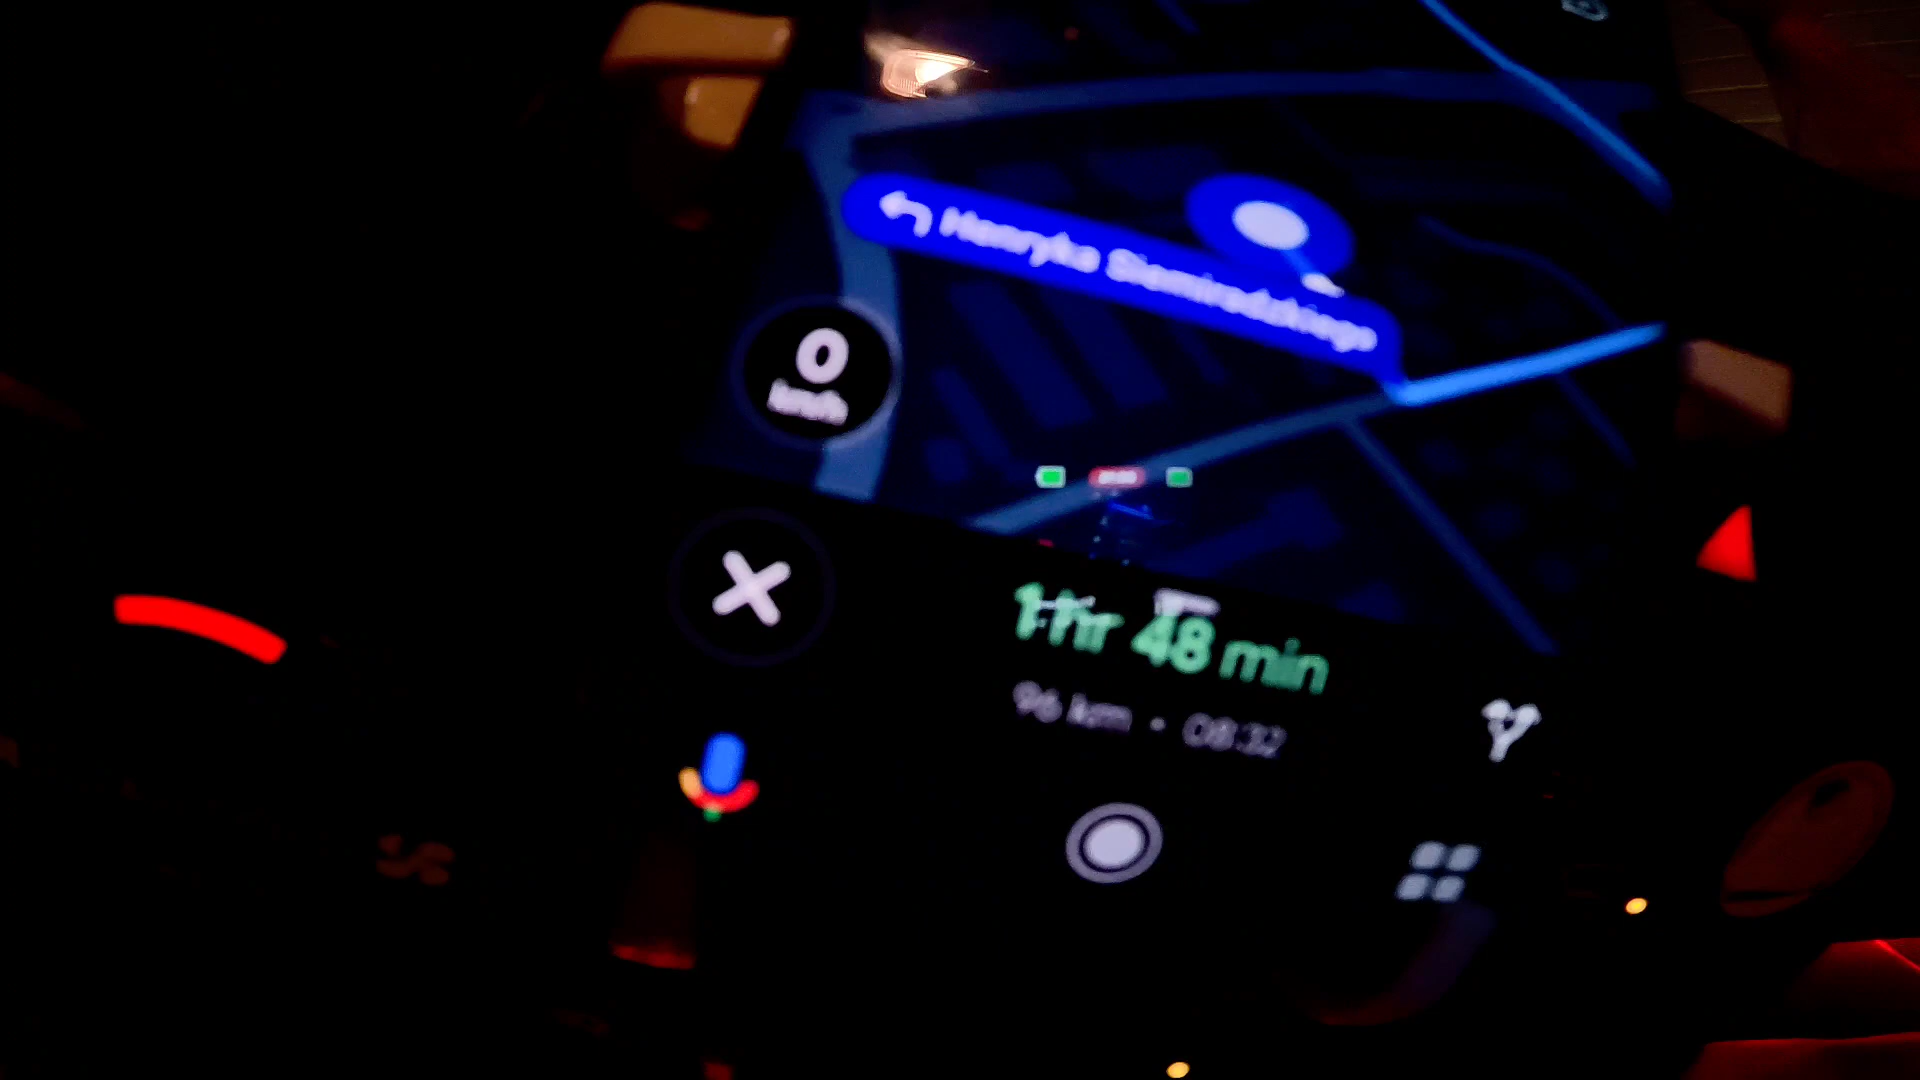 Henryka Siemiradzkiego
0
km/h
1 hr 48 min
96 km • 08:32